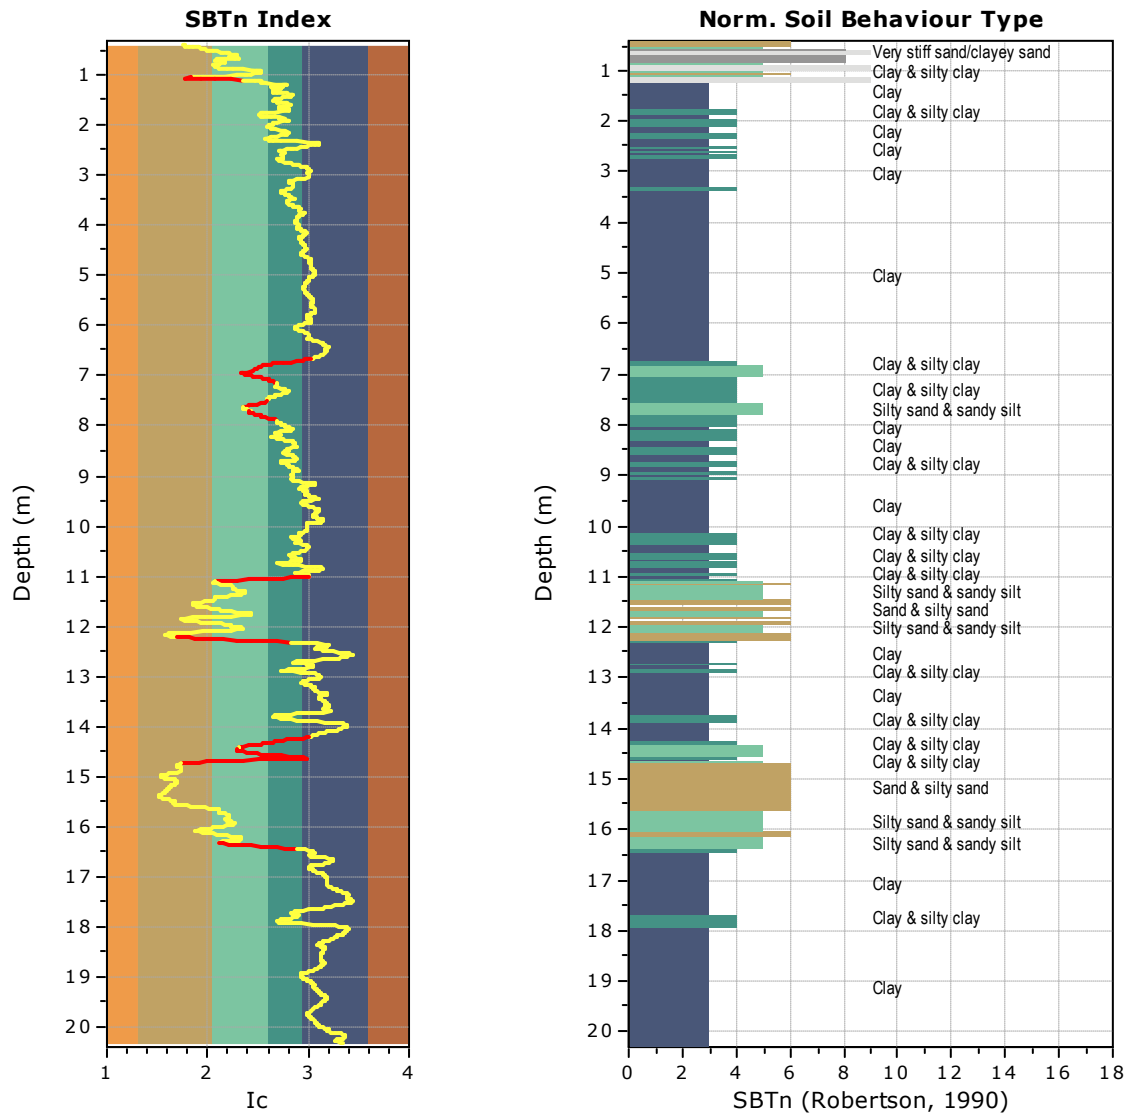 SBTn Index
1
2
3
4
5
6
7
8
9
10
11
12
13
14
15
16
17
18
19
20
Depth (m)
1
2
3
4
Ic
Norm. Soil Behaviour Type
Very stiff sand/clayey sand
Clay & silty clay
Clay
Clay & silty clay
Clay
Clay
Clay
Clay
Clay & silty clay
Clay & silty clay
Silty sand & sandy silt
Clay
Clay
Clay & silty clay
Clay
Clay & silty clay
Clay & silty clay
Clay & silty clay
Silty sand & sandy silt
Sand & silty sand
Silty sand & sandy silt
Clay
Clay & silty clay
Clay
Clay & silty clay
Clay & silty clay
Clay & silty clay
Sand & silty sand
Silty sand & sandy silt
Silty sand & sandy silt
Clay
Clay & silty clay
Clay
1
2
3
4
5
6
7
8
9
10
11
12
13
14
15
16
17
18
19
20
Depth (m)
0
2
4
6
8
10
12
14
16
18
SBTn (Robertson, 1990)